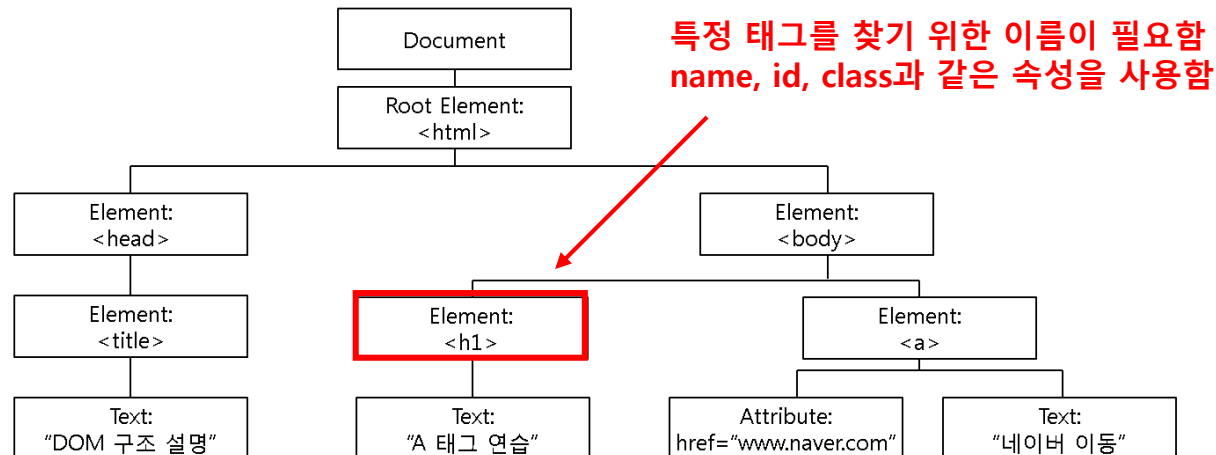 특정 태그를 찾기 위한 이름이 필요함
name, id, class과 같은 속성을 사용함
Document
Root Element:
<html>
Element:
<head>
Element:
<body>
Element:
<title>
Element:
<h1>
Element:
<a>
Text:
“DOM 구조 설명”
Text:
“A 태그 연습”
Attribute:
href=“www.naver.com”
Text:
“네이버 이동”